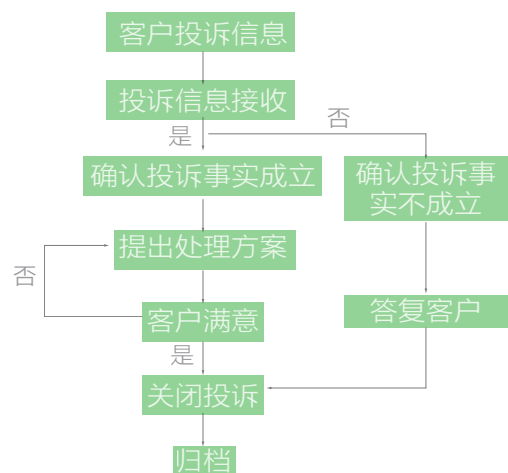 客户投诉信息
投诉信息接收
是
否
确认投诉事实成立
确认投诉事
实不成立
提出处理方案
否
客户满意
答复客户
是
关闭投诉
归档